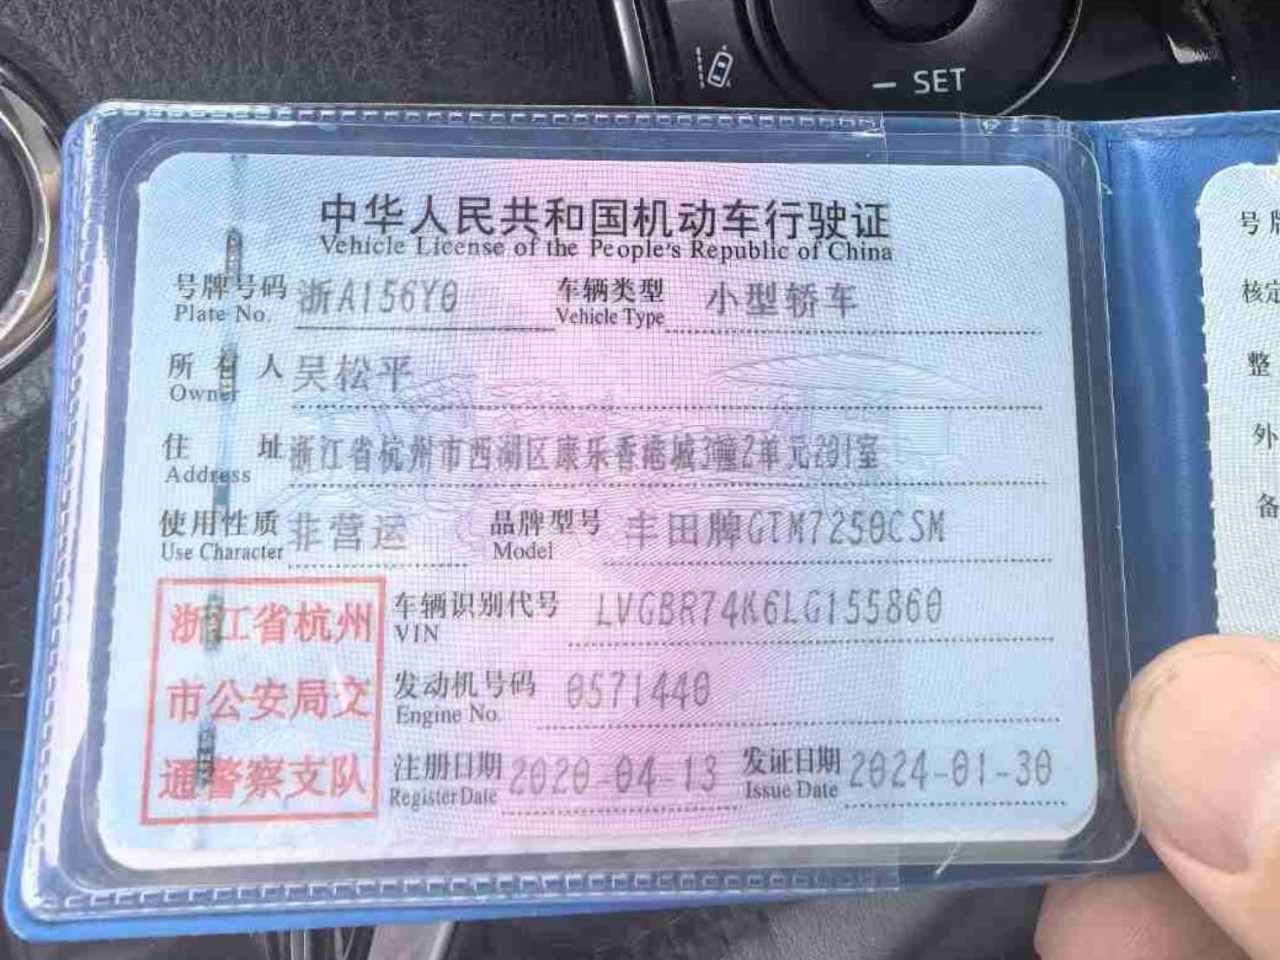 — SET
中华人民共和国机动车行驶证
Vehicle License of the People's Republic of China
号牌号码 浙A156Y0 车辆类型 小型轿车
Plate No. Vehicle Type
所有人 吴松平
Owner
住址 浙江省杭州市西湖区康乐香港城3幢2单元201室
Address
使用性质 非营运 品牌型号 丰田牌GTM7250CSM
Use Character Model
浙江省杭州
市公安局交
通警察支队
车辆识别代号 LVGBR74K6LG155860
VIN
发动机号码 0571440
Engine No.
注册日期 2020-04-13 发证日期 2024-01-30
Register Date Issue Date
号牌
核定
整
外
备